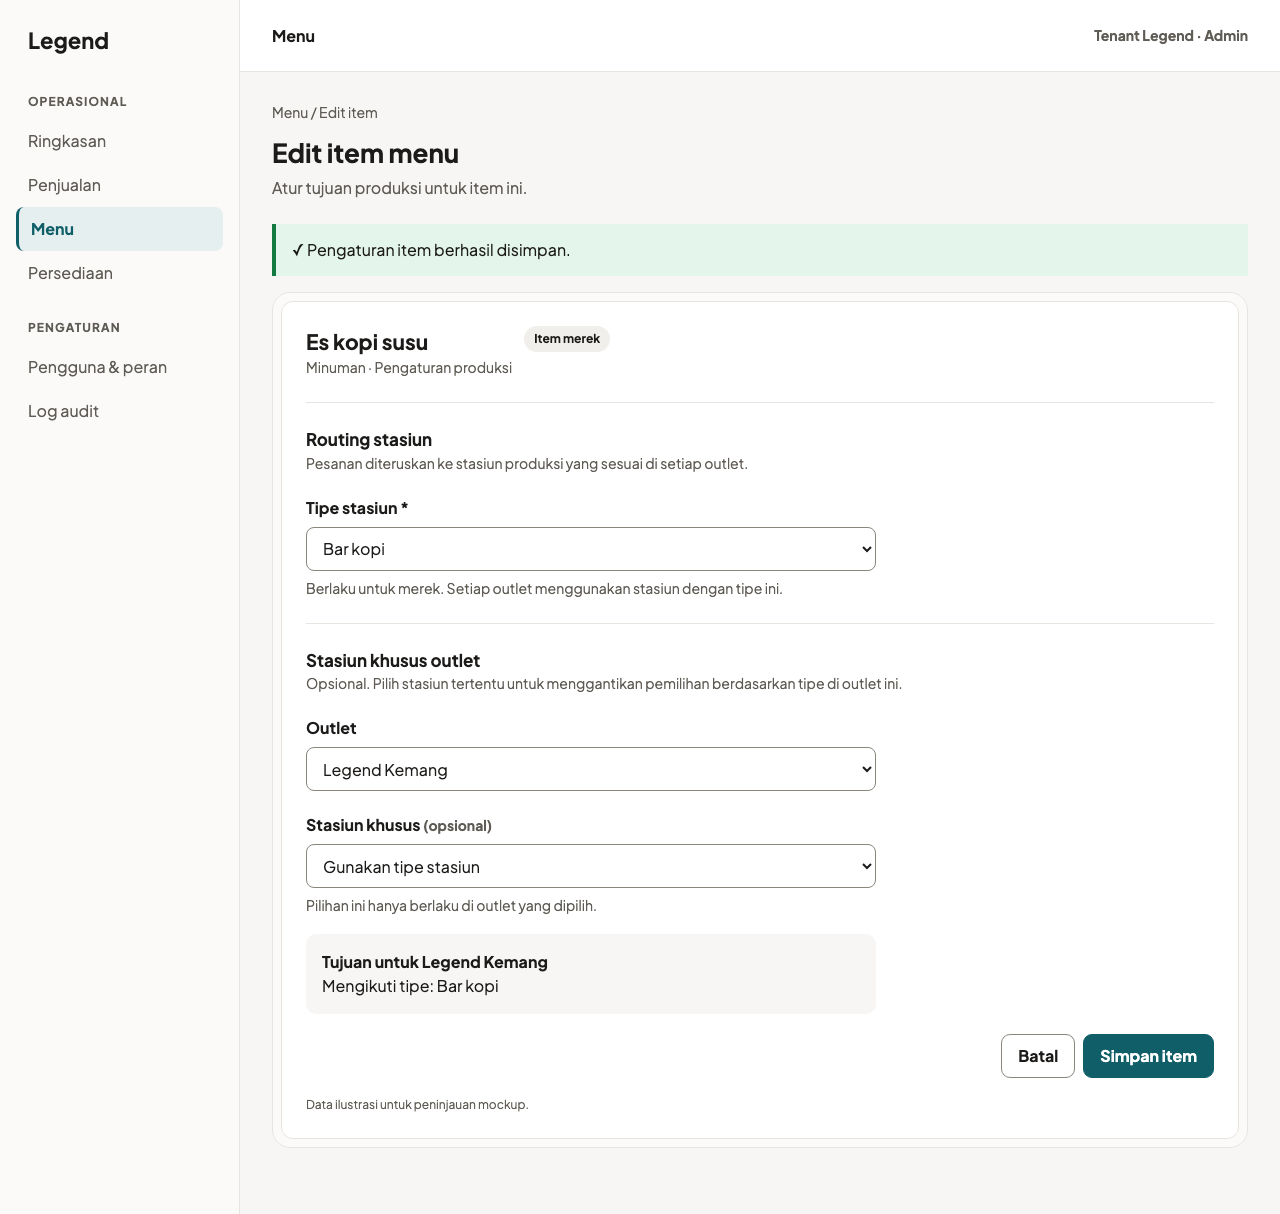 Legend
OPERASIONAL
Ringkasan
Penjualan
Menu
Persediaan
PENGATURAN
Pengguna & peran
Log audit
Menu
Tenant Legend · Admin
Menu / Edit item
Edit item menu
Atur tujuan produksi untuk item ini.
✓ Pengaturan item berhasil disimpan.
Es kopi susu
Item merek
Minuman · Pengaturan produksi
Routing stasiun
Pesanan diteruskan ke stasiun produksi yang sesuai di setiap outlet.
Tipe stasiun *
Bar kopi
Berlaku untuk merek. Setiap outlet menggunakan stasiun dengan tipe ini.
Stasiun khusus outlet
Opsional. Pilih stasiun tertentu untuk menggantikan pemilihan berdasarkan tipe di outlet ini.
Outlet
Legend Kemang
Stasiun khusus (opsional)
Gunakan tipe stasiun
Pilihan ini hanya berlaku di outlet yang dipilih.
Tujuan untuk Legend Kemang
Mengikuti tipe: Bar kopi
Batal
Simpan item
Data ilustrasi untuk peninjauan mockup.